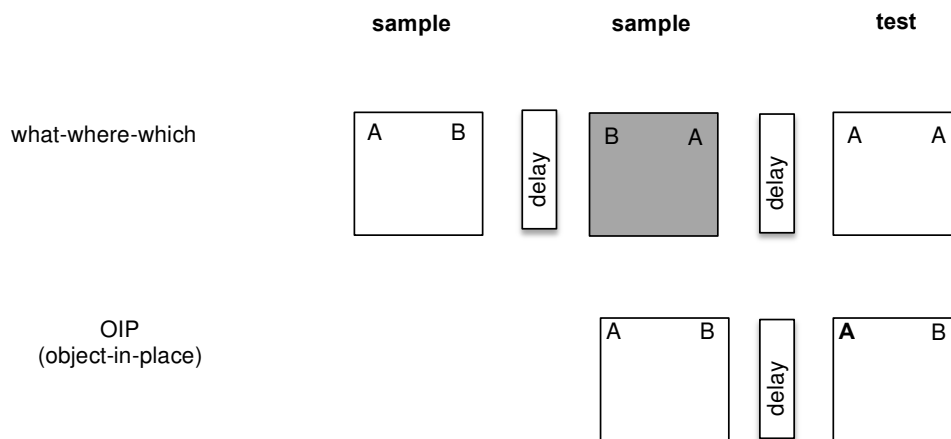 sample sample test
what-where-which
A B
delay
B A
delay
A A
OIP
(object-in-place)
A B
delay
A B